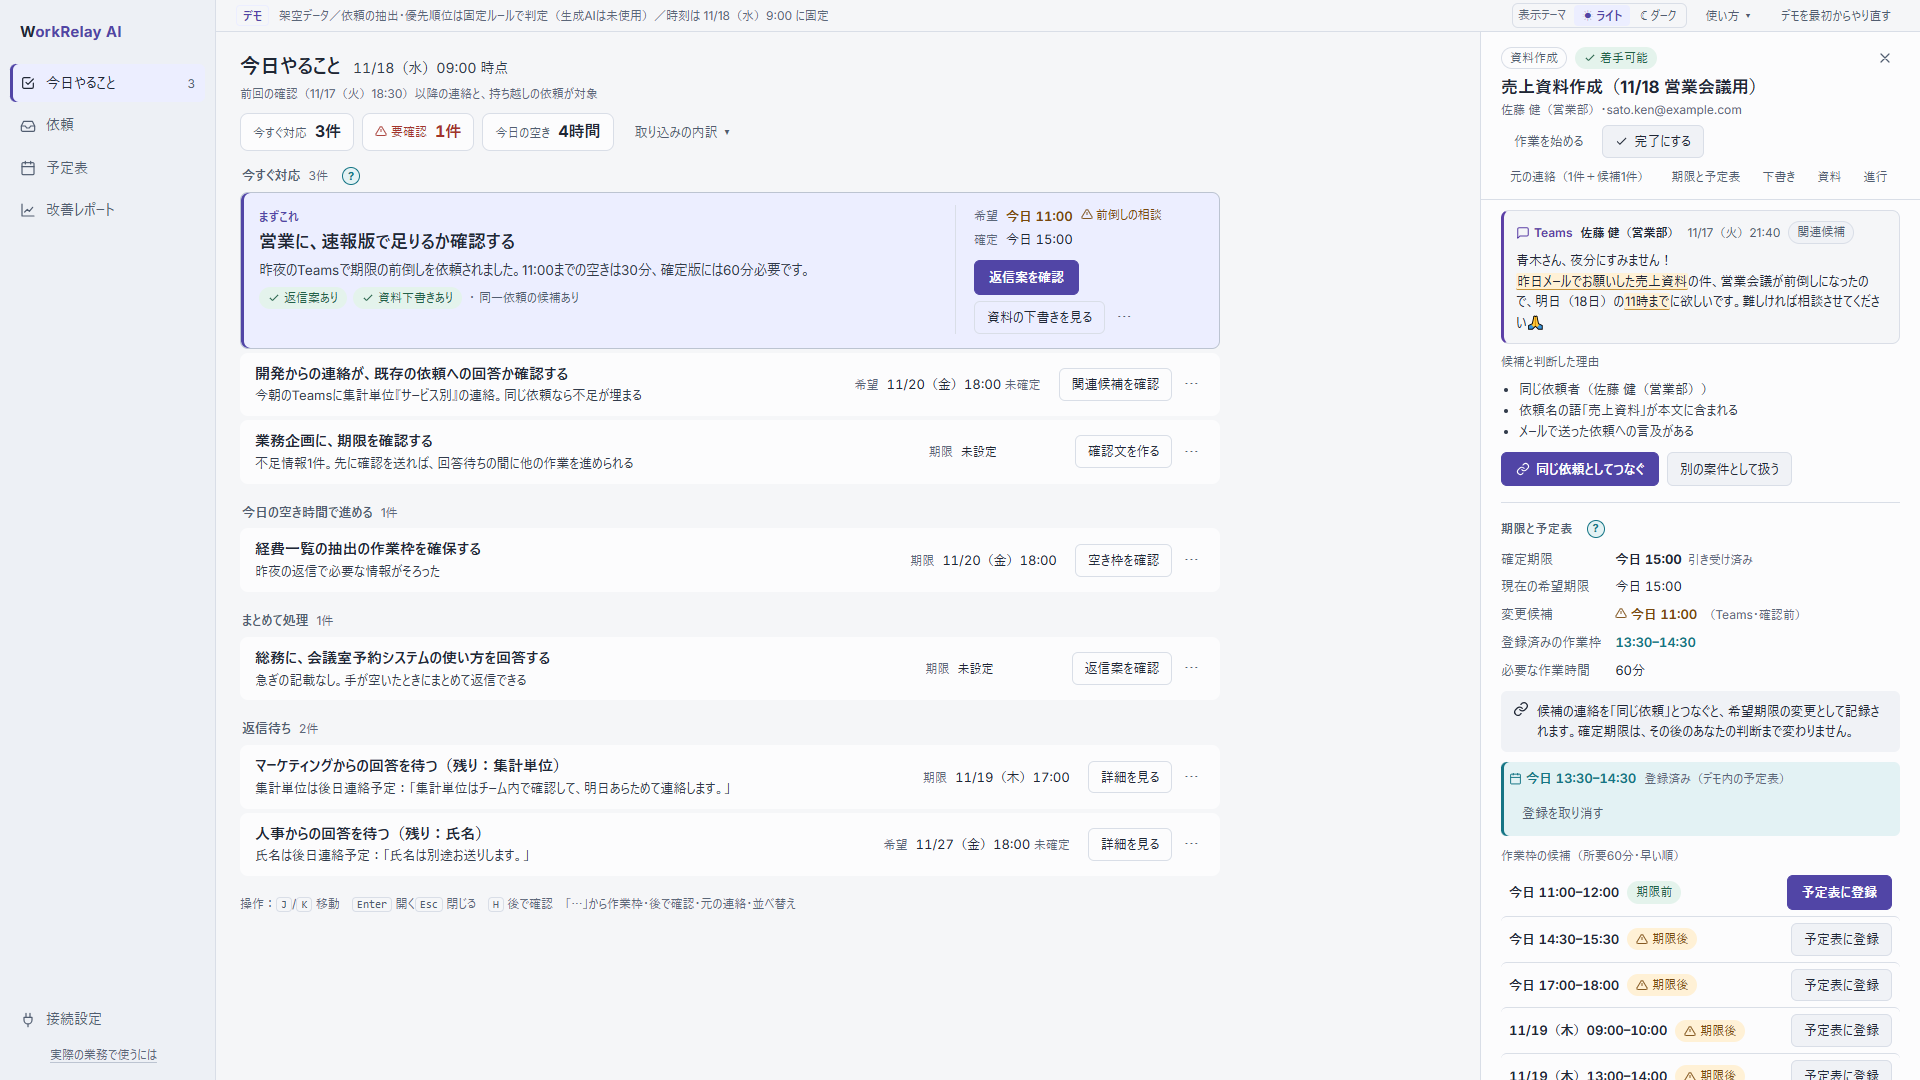 WorkRelay AI
今日やること 3
依頼
予定表
改善レポート
接続設定
実際の業務で使うには
デモ 架空データ／依頼の抽出・優先順位は固定ルールで判定（生成AIは未使用）／時刻は 11/18（水）9:00 に固定
表示テーマ ライト ダーク 使い方 ▾ デモを最初からやり直す
今日やること 11/18（水）09:00 時点
前回の確認（11/17（火）18:30）以降の連絡と、持ち越しの依頼が対象
今すぐ対応 3件 要確認 1件 今日の空き 4時間 取り込みの内訳 ▾
今すぐ対応 3件 ?
まずこれ
営業に、速報版で足りるか確認する
昨夜のTeamsで期限の前倒しを依頼されました。11:00までの空きは30分、確定版には60分必要です。
返信案あり 資料下書きあり ・同一依頼の候補あり
希望 今日 11:00 前倒しの相談
確定 今日 15:00
返信案を確認
資料の下書きを見る …
開発からの連絡が、既存の依頼への回答か確認する
今朝のTeamsに集計単位『サービス別』の連絡。同じ依頼なら不足が埋まる
希望 11/20（金）18:00 未確定 関連候補を確認 …
業務企画に、期限を確認する
不足情報1件。先に確認を送れば、回答待ちの間に他の作業を進められる
期限 未設定 確認文を作る …
今日の空き時間で進める 1件
経費一覧の抽出の作業枠を確保する
昨夜の返信で必要な情報がそろった
期限 11/20（金）18:00 空き枠を確認 …
まとめて処理 1件
総務に、会議室予約システムの使い方を回答する
急ぎの記載なし。手が空いたときにまとめて返信できる
期限 未設定 返信案を確認 …
返信待ち 2件
マーケティングからの回答を待つ（残り：集計単位）
集計単位は後日連絡予定：「集計単位はチーム内で確認して、明日あらためて連絡します。」
期限 11/19（木）17:00 詳細を見る …
人事からの回答を待つ（残り：氏名）
氏名は後日連絡予定：「氏名は別途お送りします。」
希望 11/27（金）18:00 未確定 詳細を見る …
操作： J / K 移動 Enter 開く Esc 閉じる H 後で確認 「…」から作業枠・後で確認・元の連絡・並べ替え
資料作成 着手可能
売上資料作成（11/18 営業会議用）
佐藤 健（営業部）・sato.ken@example.com
作業を始める 完了にする
元の連絡（1件＋候補1件） 期限と予定表 下書き 資料 進行
Teams 佐藤 健（営業部） 11/17（火）21:40 関連候補
青木さん、夜分にすみません！
昨日メールでお願いした売上資料の件、営業会議が前倒しになったの
で、明日（18日）の11時までに欲しいです。難しければ相談させてくださ
い🙏
候補と判断した理由
• 同じ依頼者（佐藤 健（営業部））
• 依頼名の語「売上資料」が本文に含まれる
• メールで送った依頼への言及がある
同じ依頼としてつなぐ 別の案件として扱う
期限と予定表 ?
確定期限 今日 15:00 引き受け済み
現在の希望期限 今日 15:00
変更候補 今日 11:00 （Teams・確認前）
登録済みの作業枠 13:30–14:30
必要な作業時間 60分
候補の連絡を「同じ依頼」とつなぐと、希望期限の変更として記録さ
れます。確定期限は、その後のあなたの判断まで変わりません。
今日 13:30–14:30 登録済み（デモ内の予定表）
登録を取り消す
作業枠の候補（所要60分・早い順）
今日 11:00–12:00 期限前 予定表に登録
今日 14:30–15:30 期限後 予定表に登録
今日 17:00–18:00 期限後 予定表に登録
11/19（木）09:00–10:00 期限後 予定表に登録
11/19（木）13:00–14:00 期限後 予定表に登録